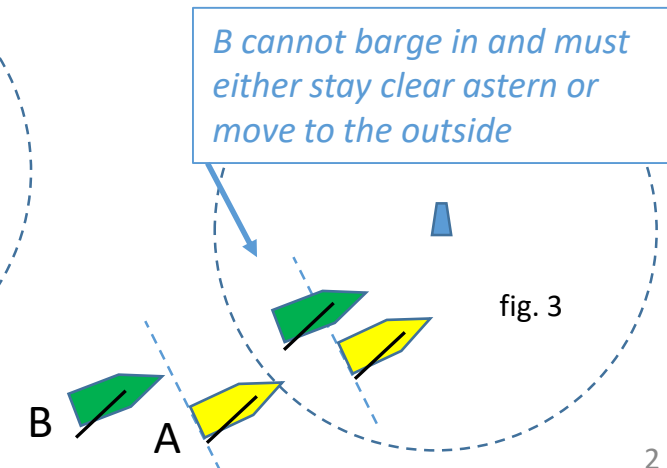 B cannot barge in and must
either stay clear astern or
move to the outside
fig. 3
B
A
2